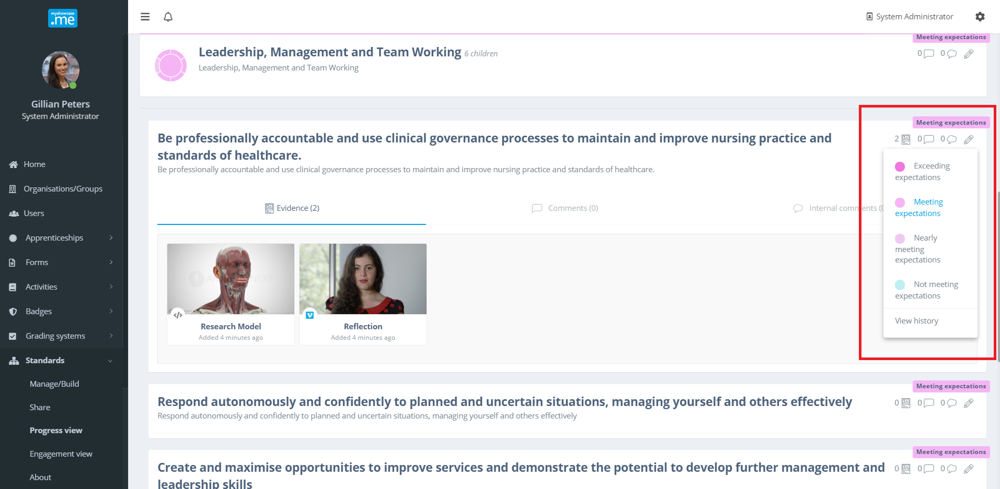 myshowcase
.me
System Administrator
Gillian Peters
System Administrator
Home
Organisations/Groups
Users
Apprenticeships
Forms
Activities
Badges
Grading systems
Standards
Manage/Build
Share
Progress view
Engagement view
About
Meeting expectations
Leadership, Management and Team Working 6 children
0 0
Leadership, Management and Team Working
Meeting expectations
Be professionally accountable and use clinical governance processes to maintain and improve nursing practice and
standards of healthcare.
2 0 0
Be professionally accountable and use clinical governance processes to maintain and improve nursing practice and standards of healthcare.
Exceeding
expectations
Meeting
expectations
Nearly
meeting
expectations
Not meeting
expectations
View history
Evidence (2)
Comments (0)
Internal comments (0
Research Model
Added 4 minutes ago
Reflection
Added 4 minutes ago
Meeting expectations
Respond autonomously and confidently to planned and uncertain situations, managing yourself and others effectively
0 0 0
Respond autonomously and confidently to planned and uncertain situations, managing yourself and others effectively
Meeting expectations
Create and maximise opportunities to improve services and demonstrate the potential to develop further management and
leadership skills
0 0 0